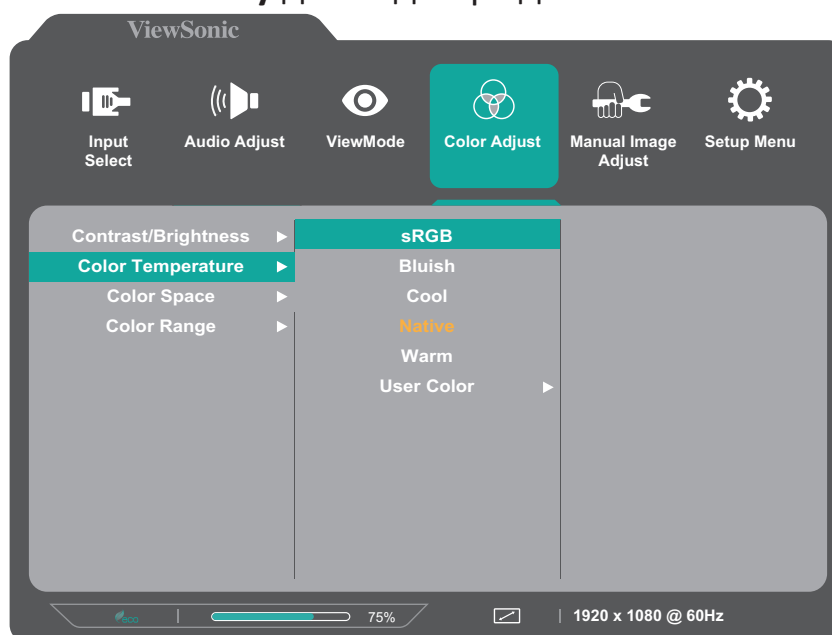 ViewSonic
Input Select
Audio Adjust
ViewMode
Color Adjust
Manual Image Adjust
Setup Menu
Contrast/Brightness
Color Temperature
Color Space
Color Range
sRGB
Bluish
Cool
Native
Warm
User Color
eco
75%
1920 x 1080 @ 60Hz